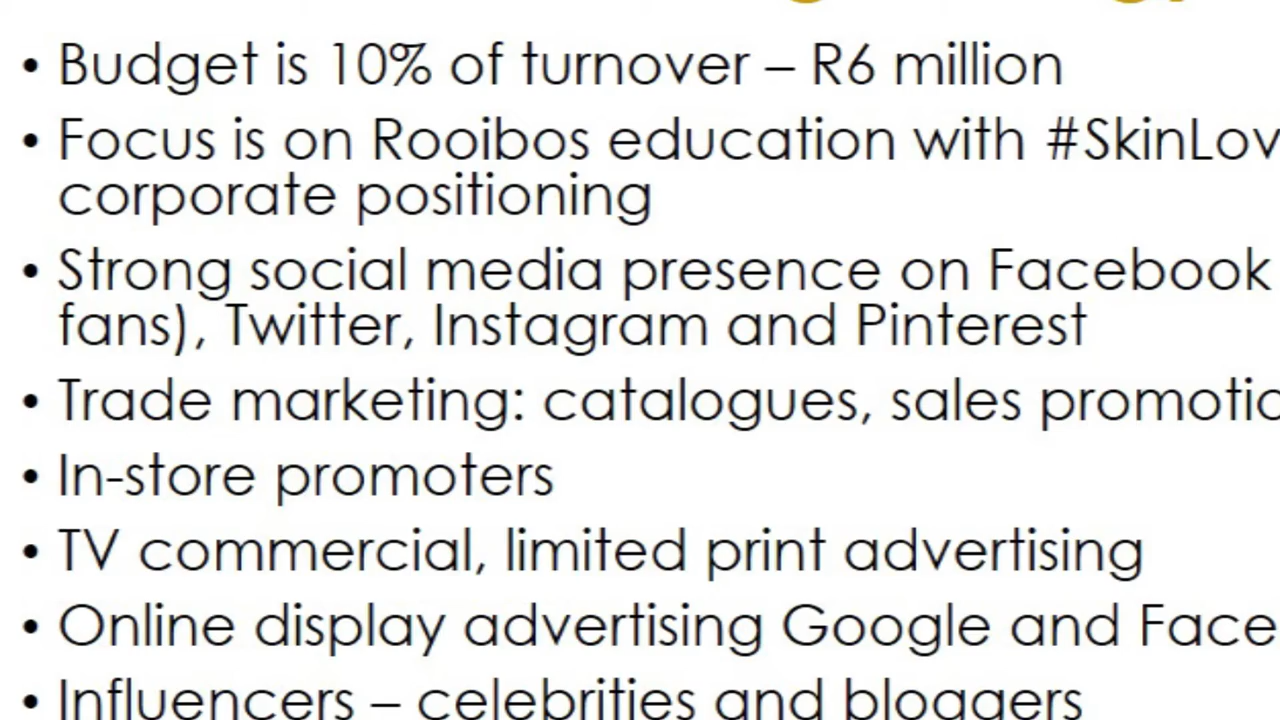 • Budget is 10% of turnover – R6 million
• Focus is on Rooibos education with #SkinLov
corporate positioning
• Strong social media presence on Facebook
fans), Twitter, Instagram and Pinterest
• Trade marketing: catalogues, sales promotio
• In-store promoters
• TV commercial, limited print advertising
• Online display advertising Google and Face
• Influencers – celebrities and bloggers